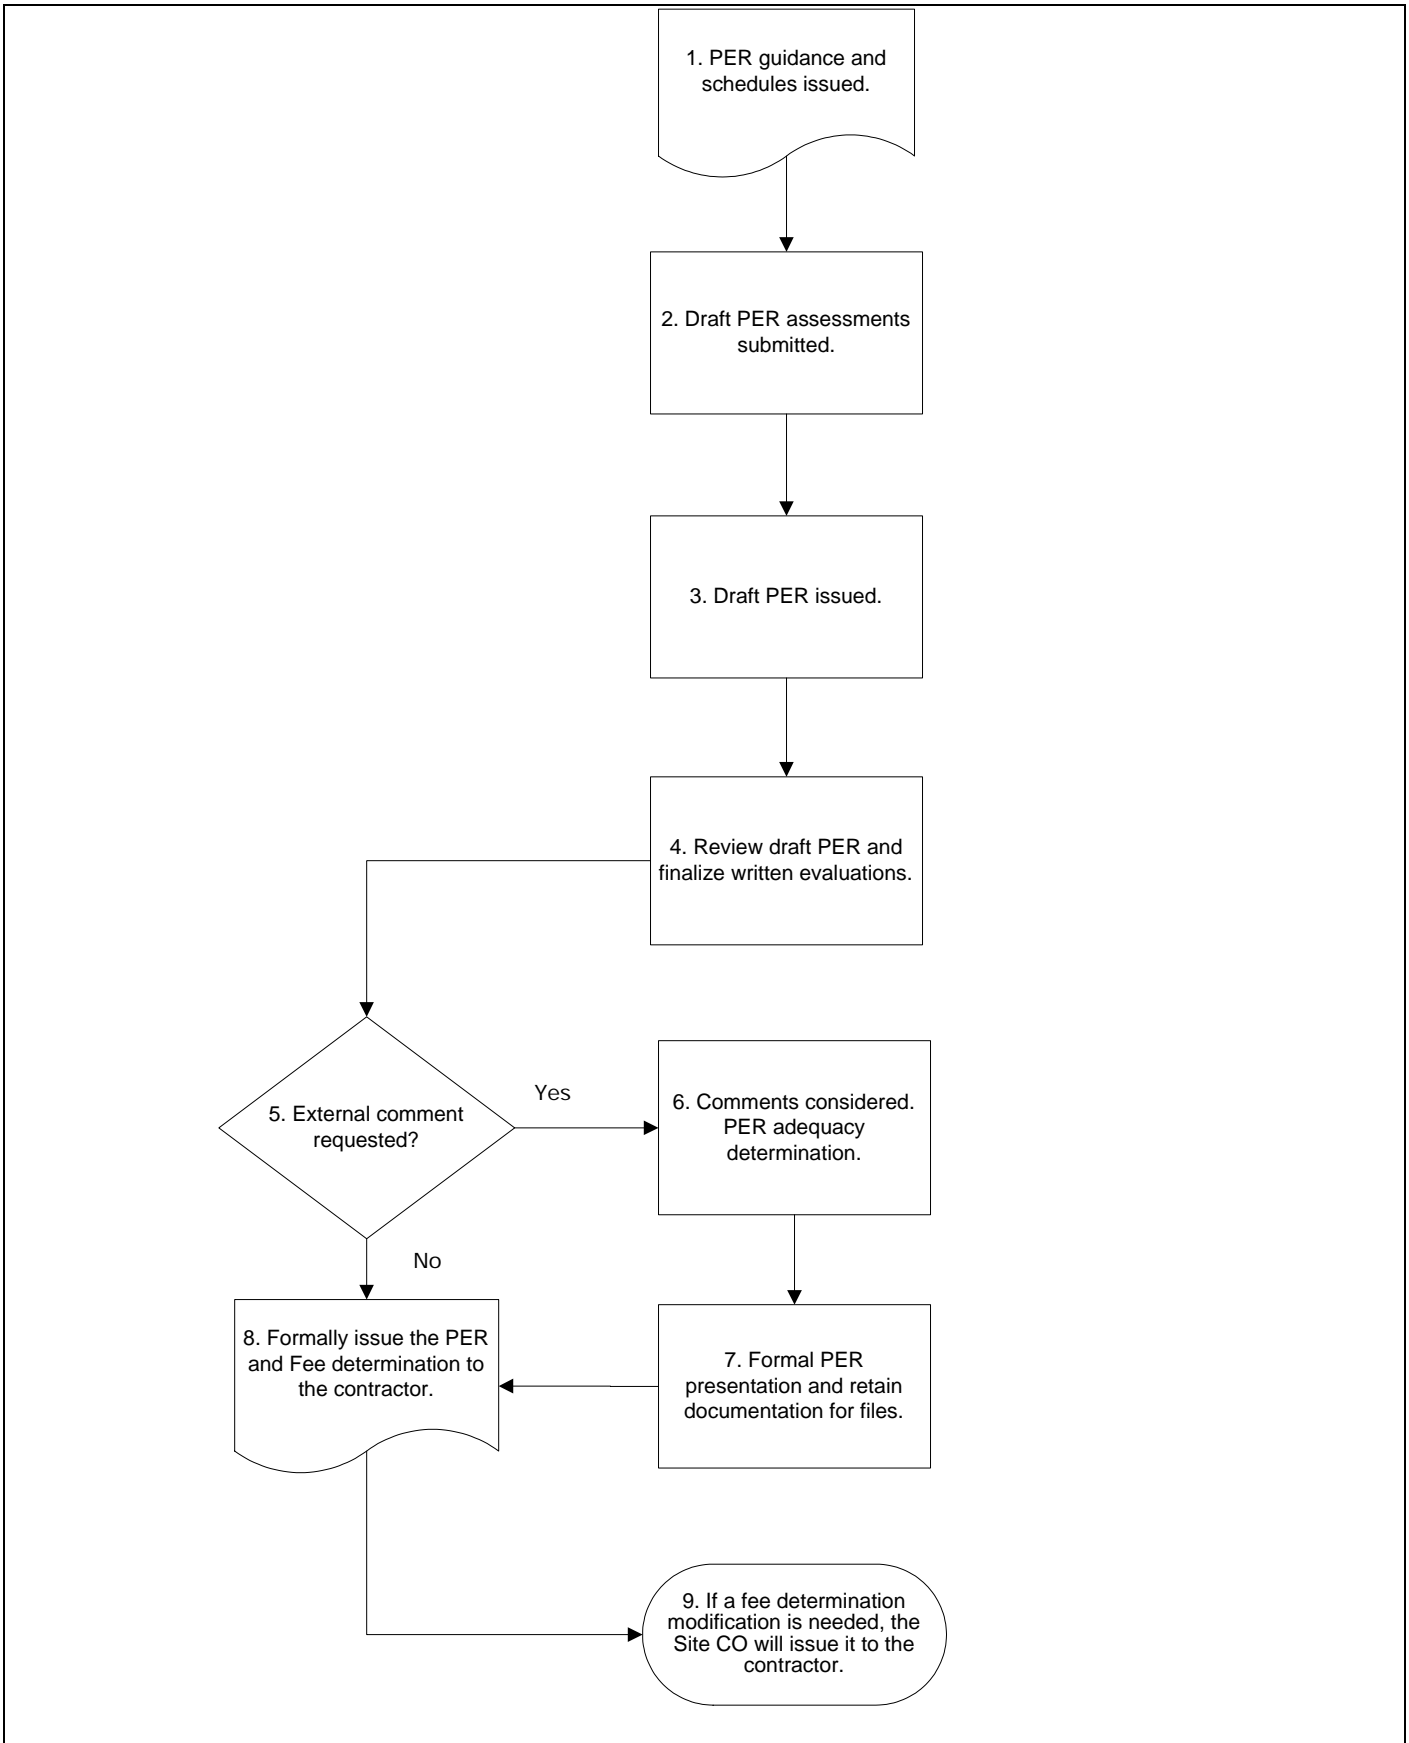 1. PER guidance and
schedules issued.
2. Draft PER assessments
submitted.
3. Draft PER issued.
4. Review draft PER and
finalize written evaluations.
5. External comment
requested?
Yes
6. Comments considered.
PER adequacy
determination.
No
8. Formally issue the PER
and Fee determination to
the contractor.
7. Formal PER
presentation and retain
documentation for files.
9. If a fee determination
modification is needed, the
Site CO will issue it to the
contractor.